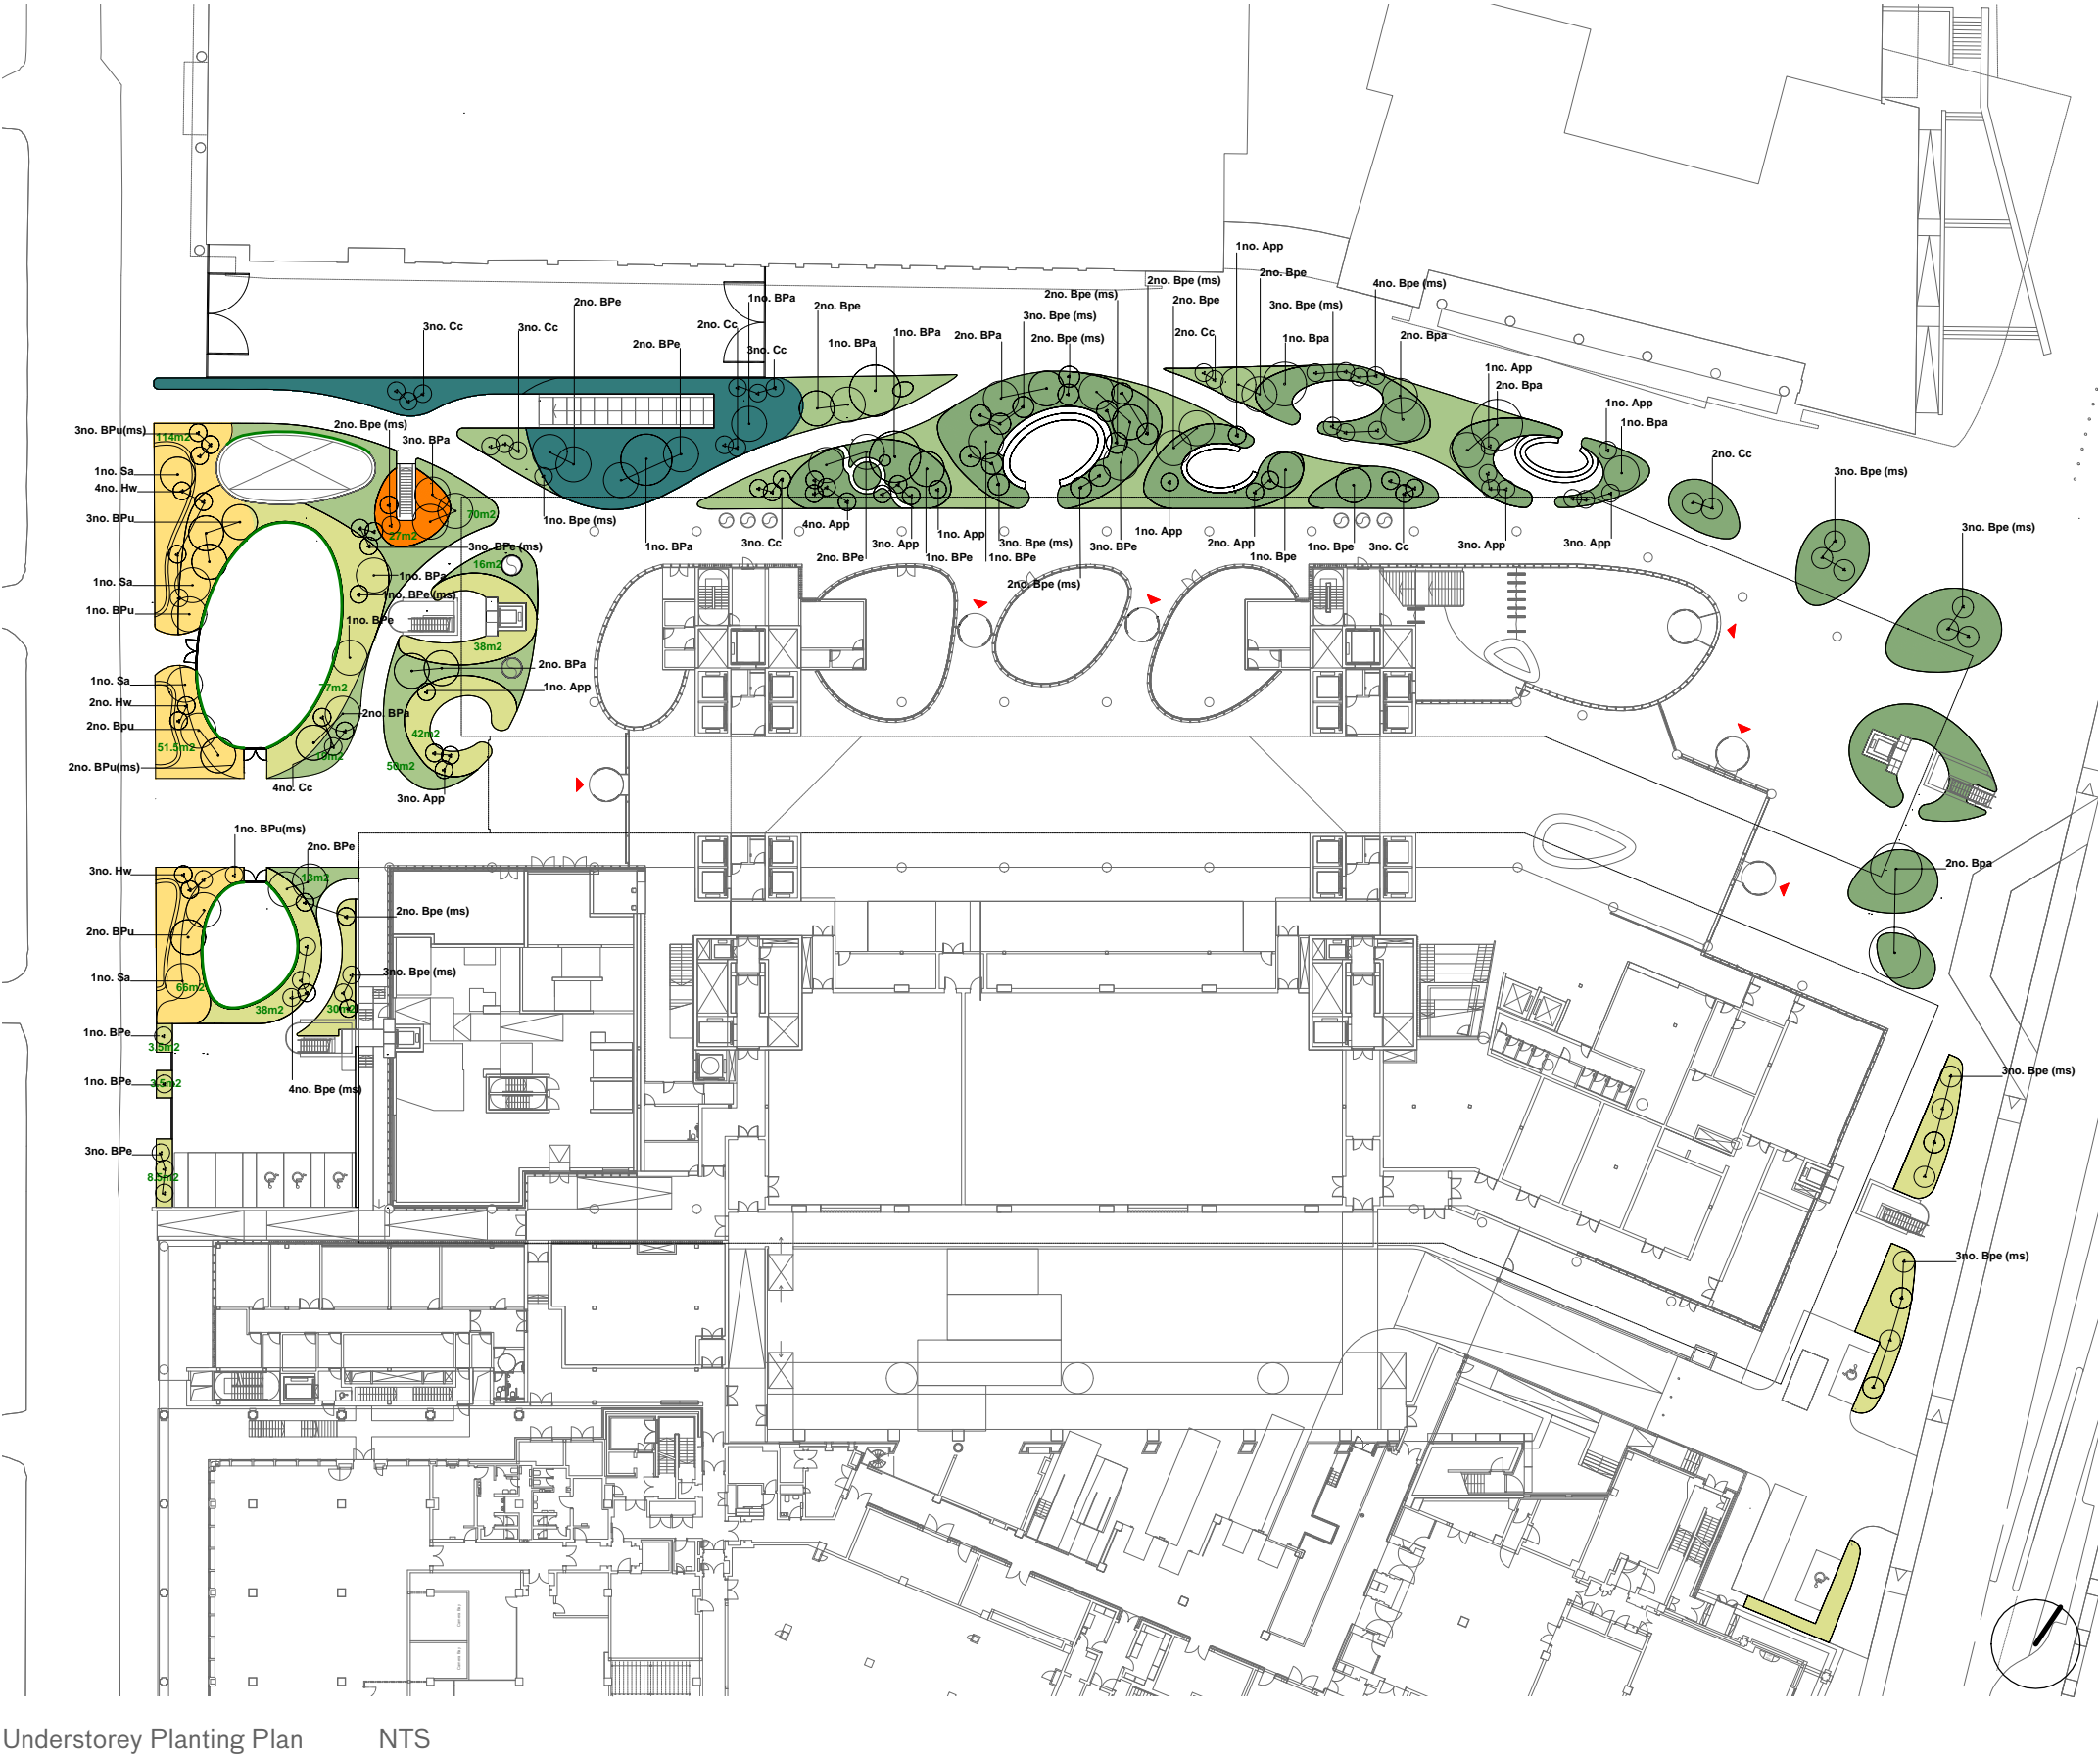 1no. App
2no. Bpe
2no. Bpe (ms)
4no. Bpe (ms)
2no. BPe
1no. BPa
2no. Bpe
2no. Bpe (ms)
2no. Bpe
3no. Bpe (ms)
3no. Cc
3no. Cc
2no. Cc
3no. Bpe (ms)
1no. BPa
2no. BPa
2no. Bpe (ms)
2no. Cc
1no. Bpa
2no. Bpa
2no. BPe
3no. Cc
1no. BPa
1no. App
2no. Bpa
1no. App
1no. Bpa
3no. BPu(ms)
114m2
2no. Bpe (ms)
3no. BPa
2no. Cc
1no. Sa
4no. Hw
3no. Bpe (ms)
3no. BPu
70m2
27m2
1no. Bpe (ms)
4no. App
1no. App
1no. App
3no. Bpe (ms)
3no. BPe (ms)
1no. BPa
3no. Cc
3no. App
3no. Bpe (ms)
3no. BPe
2no. App
1no. Bpe
3no. Cc
3no. App
3no. App
16m2
2no. BPe
1no. BPe
1no. BPe
1no. Bpe
1no. Sa
1no. BPa
2no. Bpe (ms)
1no. BPe (ms)
1no. BPu
1no. BPe
38m2
2no. BPa
1no. Sa
77m2
1no. App
2no. Hw
2no. BPa
2no. Bpu
51.5m2
42m2
2no. BPu(ms)
50m2
4no. Cc
3no. App
1no. BPu(ms)
2no. BPe
3no. Hw
13m2
2no. Bpa
2no. Bpe (ms)
2no. BPu
3no. Bpe (ms)
1no. Sa
66m2
38m2
30m2
1no. BPe
3.5m2
3no. Bpe (ms)
1no. BPe
3.5m2
4no. Bpe (ms)
3no. BPe
8.5m2
3no. Bpe (ms)
Understorey Planting Plan NTS